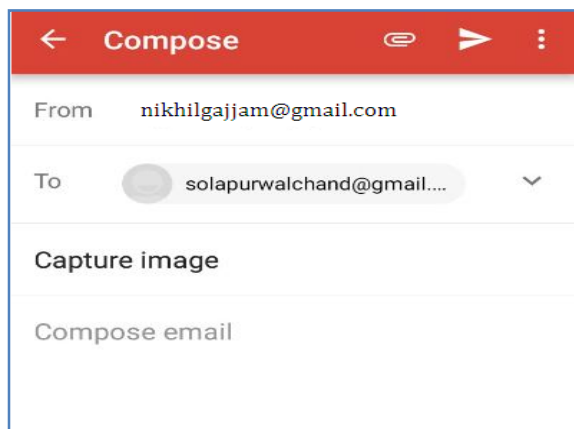 Compose
From nikhilgajjam@gmail.com
To solapurwalchand@gmail....
Capture image
Compose email